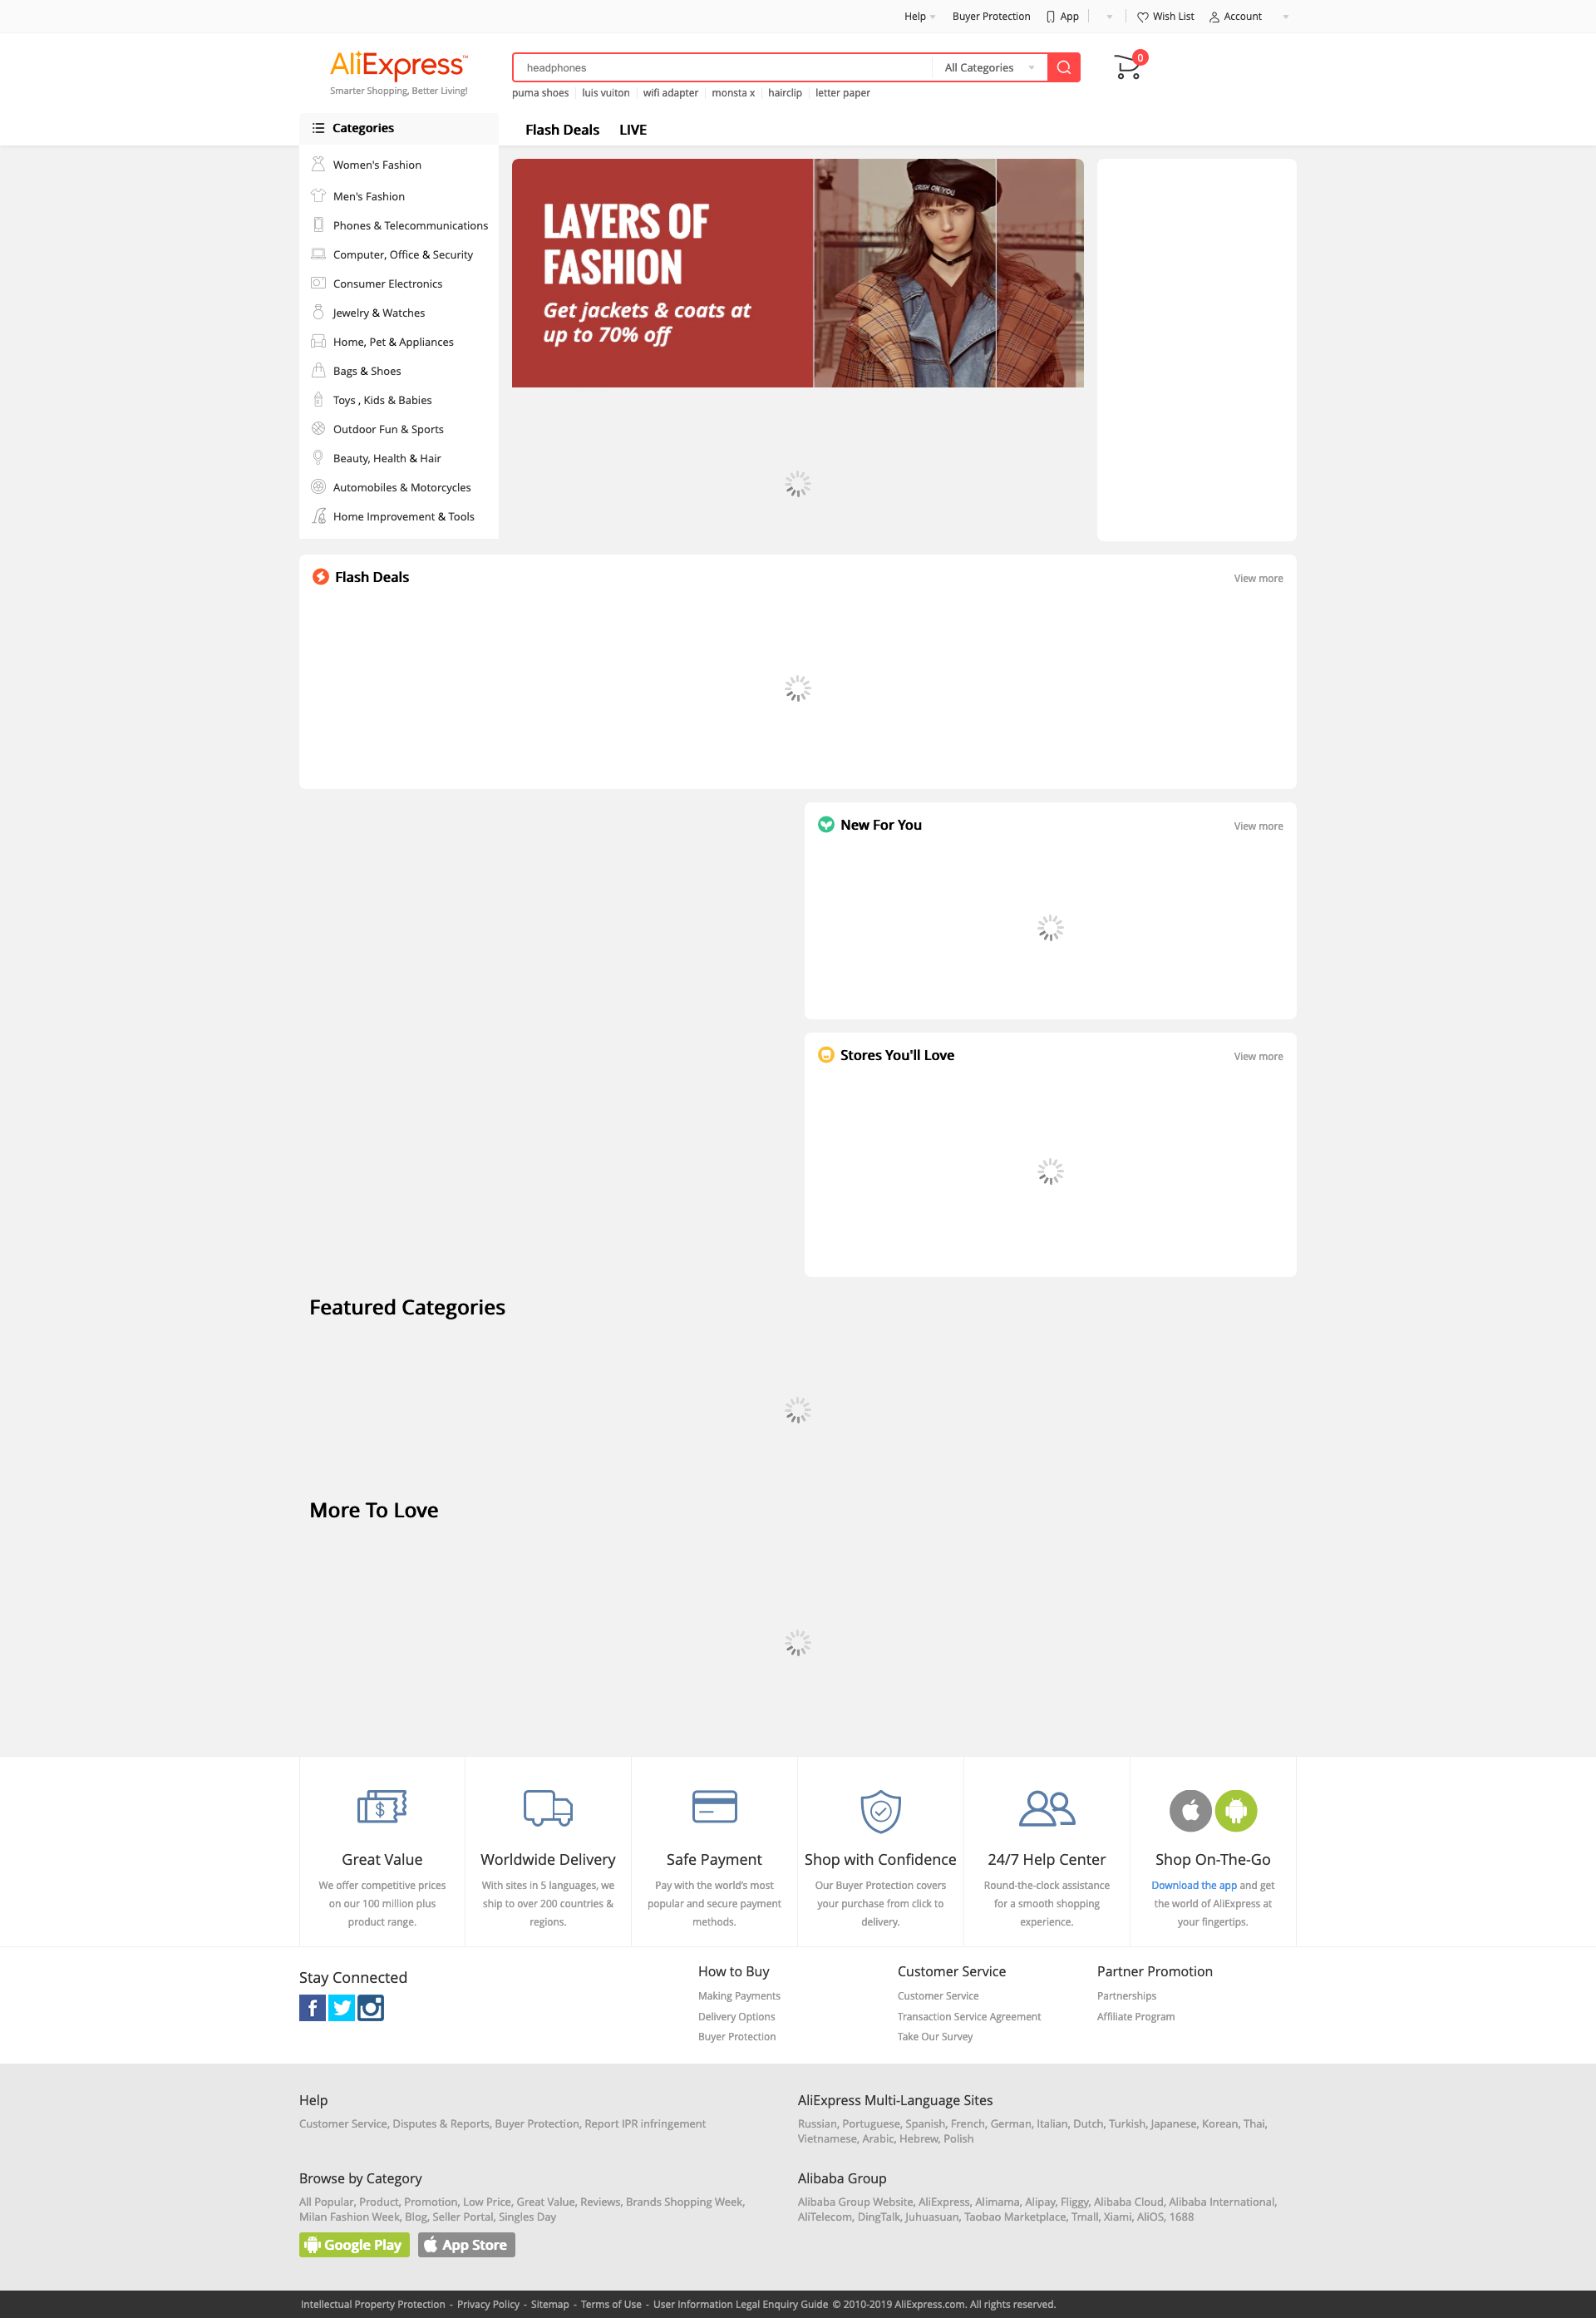 Help
Buyer Protection
App
Wish List
Account
AliExpress™
Smarter Shopping, Better Living!
headphones
All Categories
0
puma shoes
luis vuiton
wifi adapter
monsta x
hairclip
letter paper
Categories
Flash Deals
LIVE
Women's Fashion
Men's Fashion
Phones & Telecommunications
Computer, Office & Security
Consumer Electronics
Jewelry & Watches
Home, Pet & Appliances
Bags & Shoes
Toys , Kids & Babies
Outdoor Fun & Sports
Beauty, Health & Hair
Automobiles & Motorcycles
Home Improvement & Tools
LAYERS OF
FASHION
Get jackets & coats at
up to 70% off
ERISH ON YOU
Flash Deals
View more
New For You
View more
Stores You'll Love
View more
Featured Categories
More To Love
Great Value
We offer competitive prices
on our 100 million plus
product range.
Worldwide Delivery
With sites in 5 languages, we
ship to over 200 countries &
regions.
Safe Payment
Pay with the world's most
popular and secure payment
methods.
Shop with Confidence
Our Buyer Protection covers
your purchase from click to
delivery.
24/7 Help Center
Round-the-clock assistance
for a smooth shopping
experience.
Shop On-The-Go
Download the app and get
the world of AliExpress at
your fingertips.
Stay Connected
How to Buy
Making Payments
Delivery Options
Buyer Protection
Customer Service
Customer Service
Transaction Service Agreement
Take Our Survey
Partner Promotion
Partnerships
Affiliate Program
Help
Customer Service, Disputes & Reports, Buyer Protection, Report IPR infringement
AliExpress Multi-Language Sites
Russian, Portuguese, Spanish, French, German, Italian, Dutch, Turkish, Japanese, Korean, Thai,
Vietnamese, Arabic, Hebrew, Polish
Browse by Category
All Popular, Product, Promotion, Low Price, Great Value, Reviews, Brands Shopping Week,
Milan Fashion Week, Blog, Seller Portal, Singles Day
Alibaba Group
Alibaba Group Website, AliExpress, Alimama, Alipay, Fliggy, Alibaba Cloud, Alibaba International,
AliTelecom, DingTalk, Juhuasuan, Taobao Marketplace, Tmall, Xiami, AliOS, 1688
Google Play
App Store
Intellectual Property Protection - Privacy Policy - Sitemap - Terms of Use - User Information Legal Enquiry Guide © 2010-2019 AliExpress.com. All rights reserved.